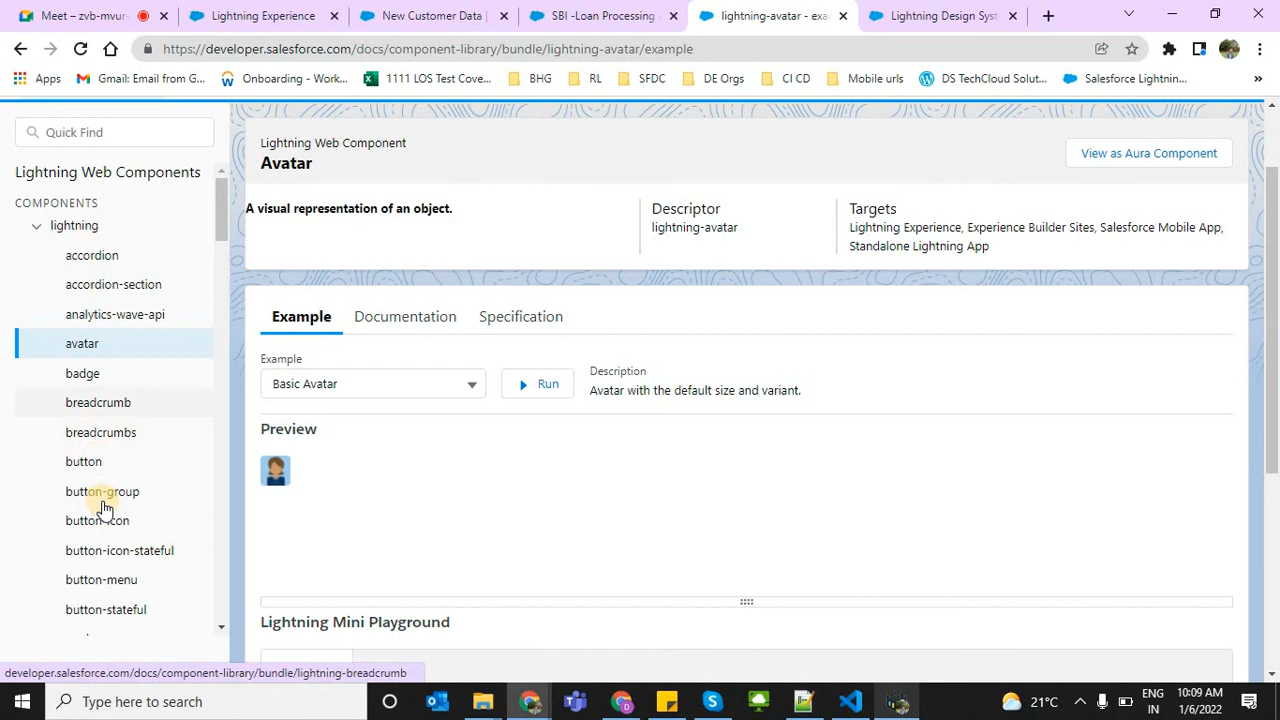 Meet – zvb-mvur-
Lightning Experience
New Customer Data
SBI -Loan Processing
lightning-avatar - exa
Lightning Design Syst
https://developer.salesforce.com/docs/component-library/bundle/lightning-avatar/example
Apps
Gmail: Email from G...
Onboarding - Work...
1111 LOS Test Cove...
BHG
RL
SFDC
DE Orgs
CI CD
Mobile urls
DS TechCloud Solut...
Salesforce Lightnin...
Quick Find
Lightning Web Components
COMPONENTS
lightning
accordion
accordion-section
analytics-wave-api
avatar
badge
breadcrumb
breadcrumbs
button
button-group
button-icon
button-icon-stateful
button-menu
button-stateful
Lightning Web Component
Avatar
View as Aura Component
A visual representation of an object.
Descriptor
lightning-avatar
Targets
Lightning Experience, Experience Builder Sites, Salesforce Mobile App,
Standalone Lightning App
Example
Documentation
Specification
Example
Basic Avatar
Run
Description
Avatar with the default size and variant.
Preview
Lightning Mini Playground
developer.salesforce.com/docs/component-library/bundle/lightning-breadcrumb
Type here to search
21°C
ENG
IN
10:09 AM
1/6/2022